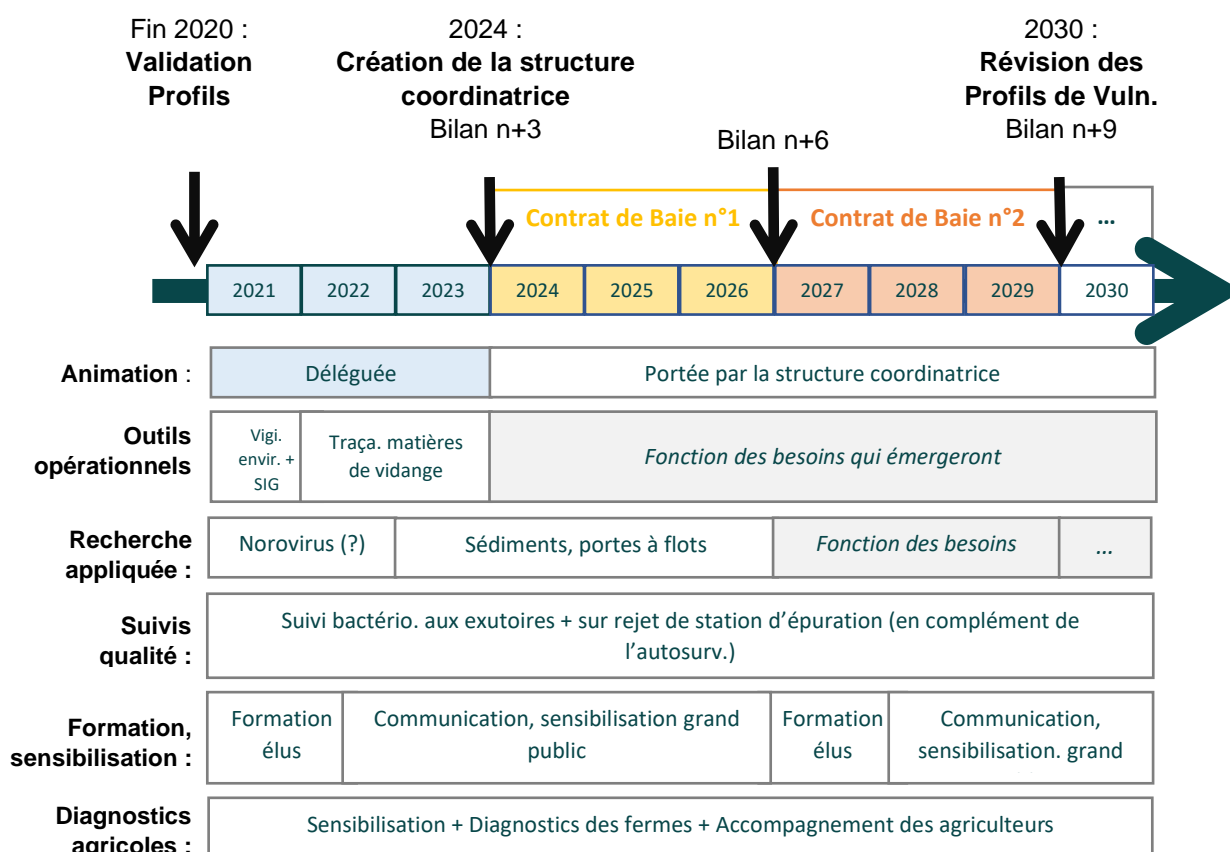 Fin 2020 :
Validation
Profils
2024 :
Création de la structure
coordinatrice
Bilan n+3
Bilan n+6
2030 :
Révision des
Profils de Vuln.
Bilan n+9
Contrat de Baie n°1
Contrat de Baie n°2
...
2021 2022 2023 2024 2025 2026 2027 2028 2029 2030
Animation :
Déléguée
Portée par la structure coordinatrice
Outils
opérationnels
Vigi.
envir. +
SIG
Traça. matières
de vidange
Fonction des besoins qui émergeront
Recherche
appliquée :
Norovirus (?)
Sédiments, portes à flots
Fonction des besoins
...
Suivis
qualité :
Suivi bactério. aux exutoires + sur rejet de station d’épuration (en complément de
l’autosurv.)
Formation,
sensibilisation :
Formation
élus
Communication, sensibilisation grand
public
Formation
élus
Communication,
sensibilisation. grand
Diagnostics
agricoles :
Sensibilisation + Diagnostics des fermes + Accompagnement des agriculteurs